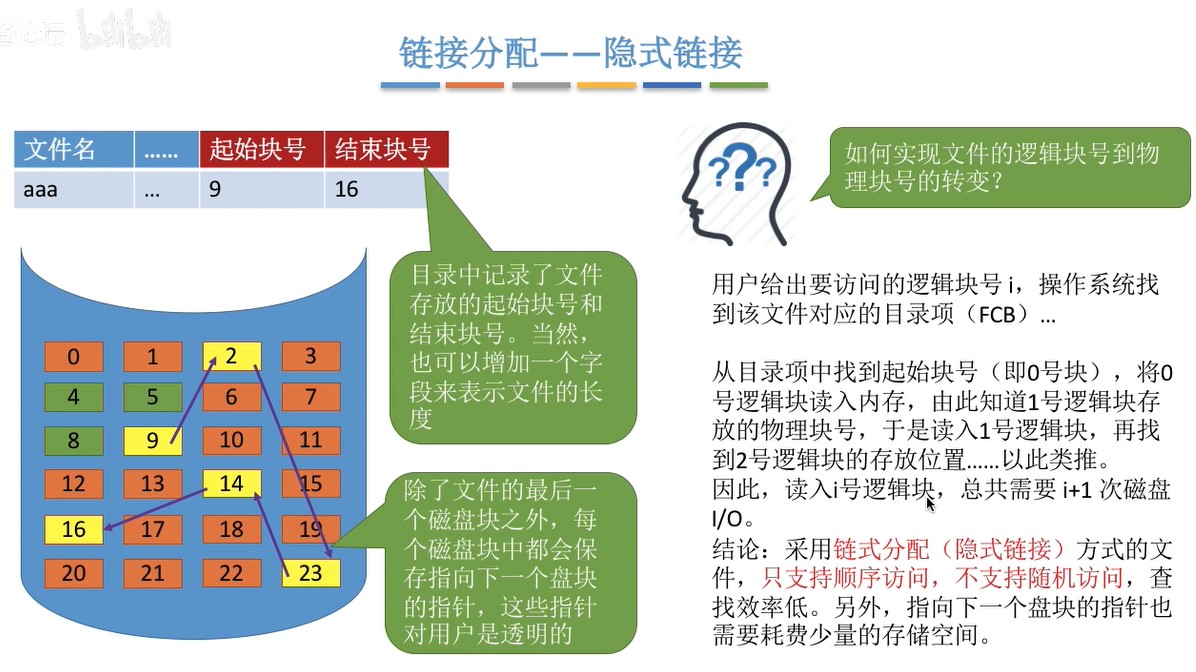 bilibili
链接分配——隐式链接
文件名 …… 起始块号 结束块号
aaa … 9 16
如何实现文件的逻辑块号到物
理块号的转变？
???
目录中记录了文件
存放的起始块号和
结束块号。当然，
也可以增加一个字
段来表示文件的长
度
0 1 2 3
4 5 6 7
8 9 10 11
12 13 14 15
16 17 18 19
20 21 22 23
除了文件的最后一
个磁盘块之外，每
个磁盘块中都会保
存指向下一个盘块
的指针，这些指针
对用户是透明的
用户给出要访问的逻辑块号 i，操作系统找
到该文件对应的目录项（FCB）…
从目录项中找到起始块号（即0号块），将0
号逻辑块读入内存，由此知道1号逻辑块存
放的物理块号，于是读入1号逻辑块，再找
到2号逻辑块的存放位置……以此类推。
因此，读入i号逻辑块，总共需要 i+1 次磁盘
I/O。
结论：采用链式分配（隐式链接）方式的文
件，只支持顺序访问，不支持随机访问，查
找效率低。另外，指向下一个盘块的指针也
需要耗费少量的存储空间。